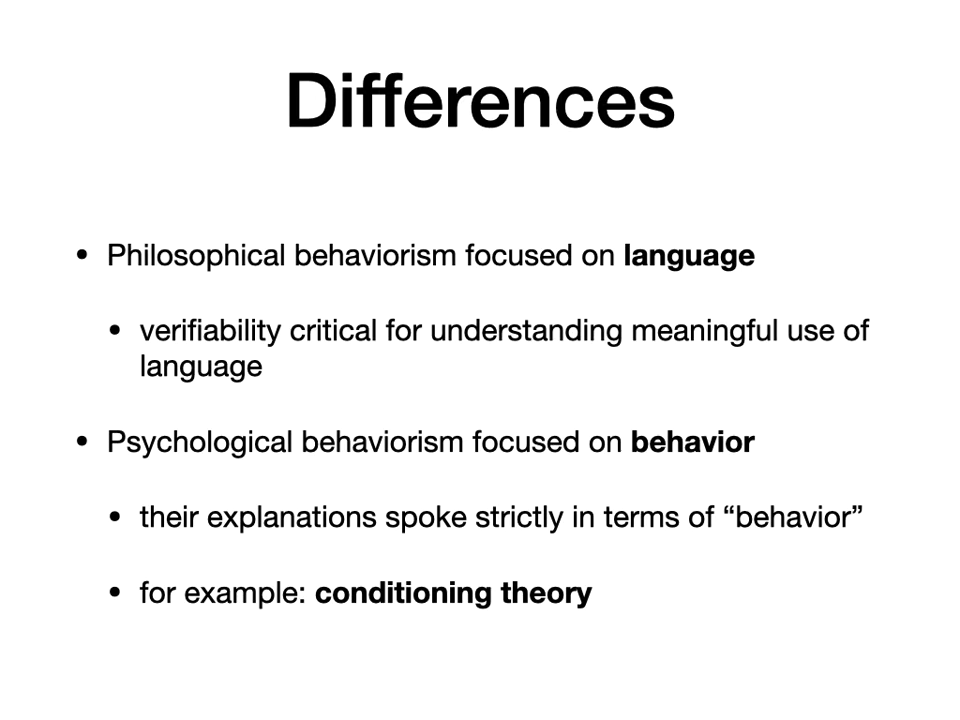 Differences
• Philosophical behaviorism focused on language
• verifiability critical for understanding meaningful use of
language
• Psychological behaviorism focused on behavior
• their explanations spoke strictly in terms of “behavior”
• for example: conditioning theory